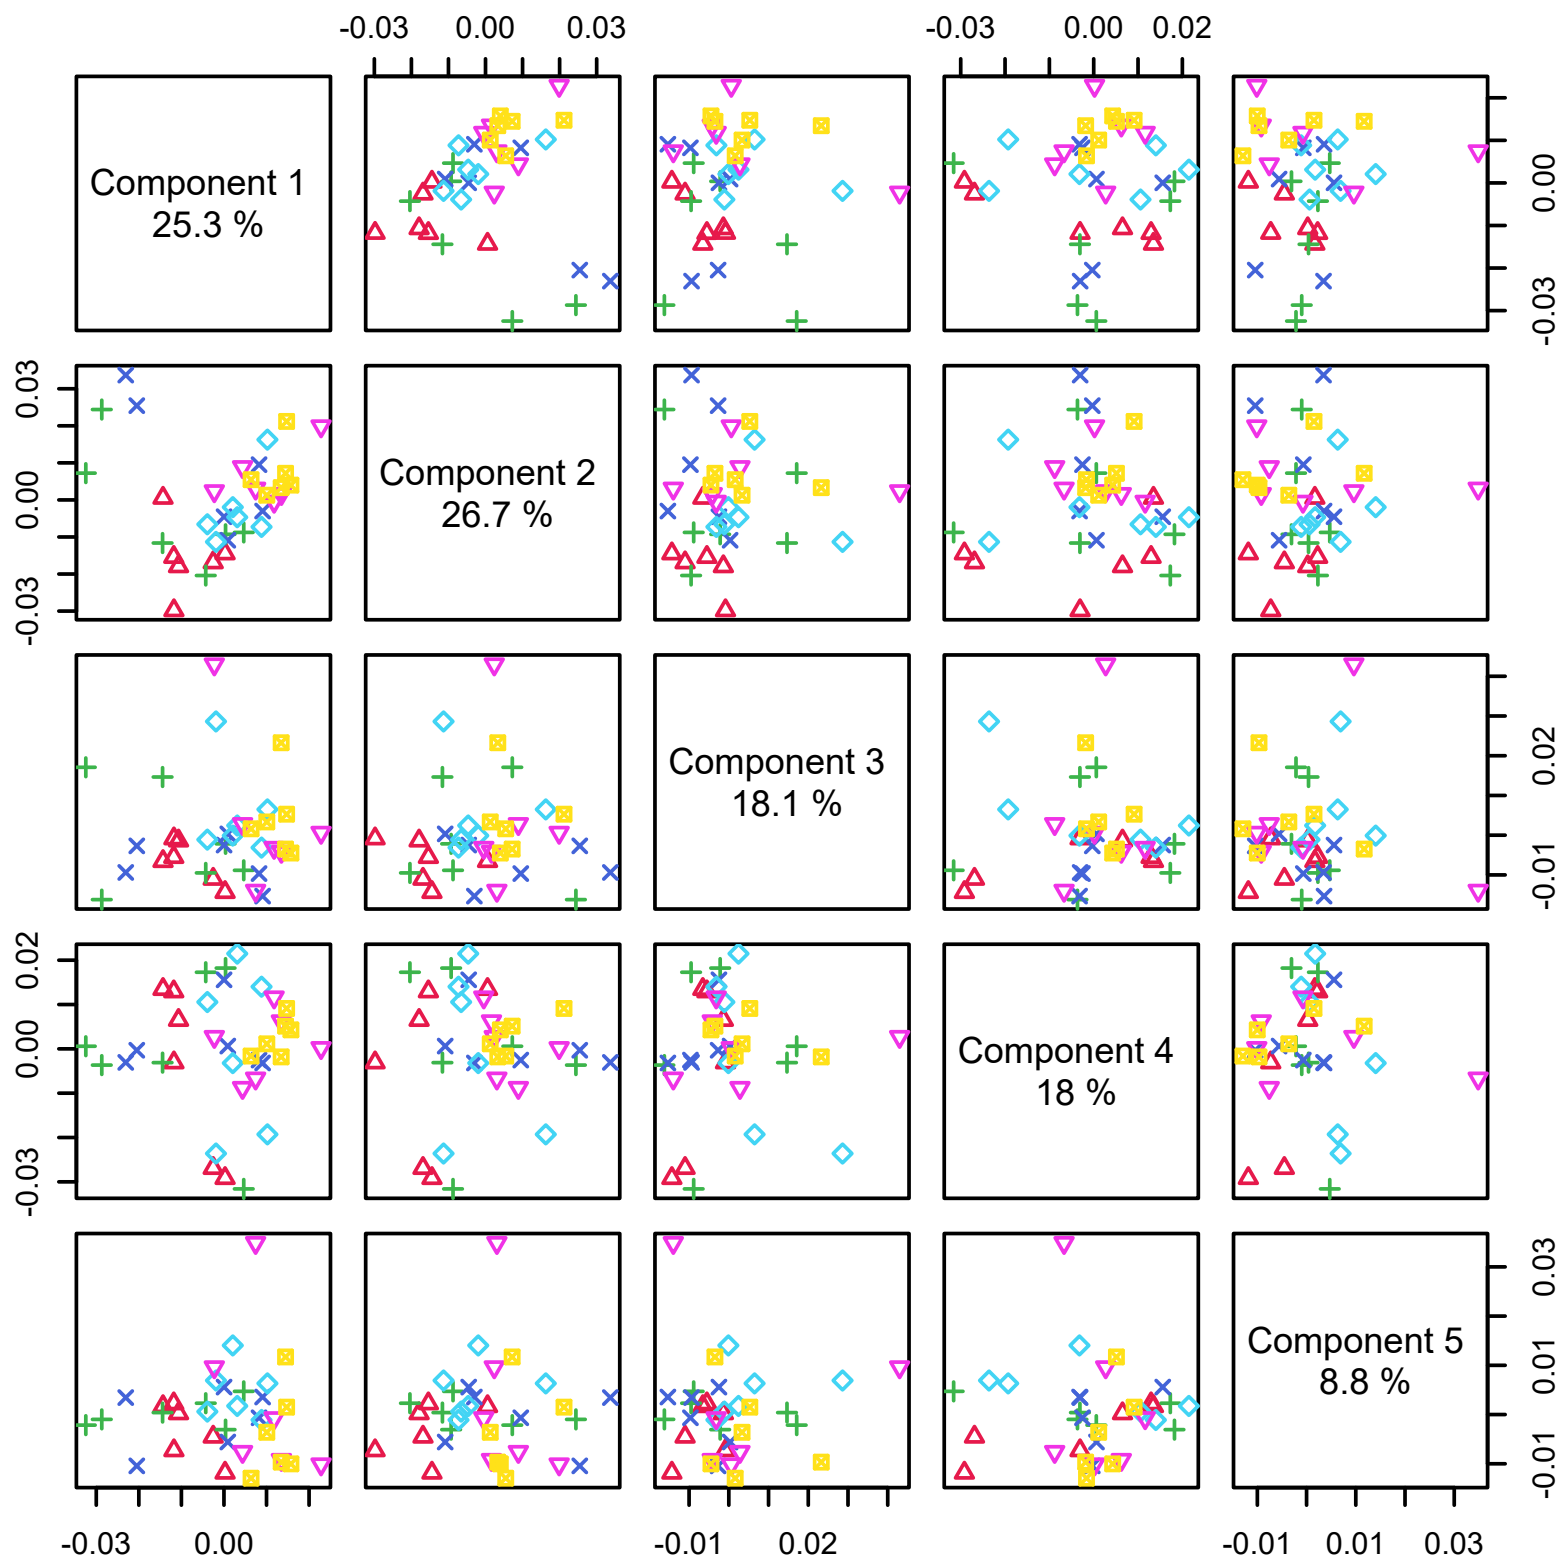 -0.03 0.00 0.03 -0.03 0.00 0.02
Component 1
25.3 %
0.00
-0.03
0.03
0.00
-0.03
Component 2
26.7 %
Component 3
18.1 %
0.02
-0.01
0.02
0.00
-0.03
Component 4
18 %
Component 5
8.8 %
0.03
0.01
-0.01
-0.03 0.00 -0.01 0.02 -0.01 0.01 0.03